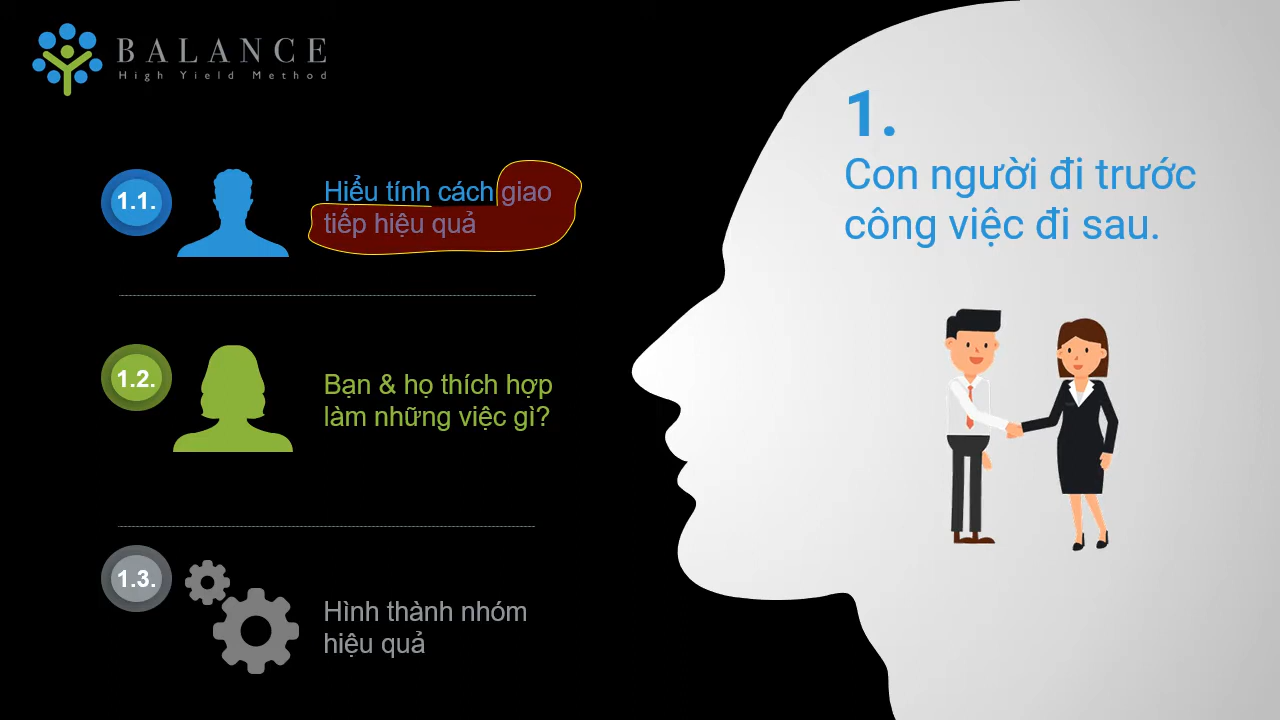 BALANCE
High Yield Method
1.1.
Hiểu tính cách giao
tiếp hiệu quả
1.2.
Bạn & họ thích hợp
làm những việc gì?
1.3.
Hình thành nhóm
hiệu quả
1.
Con người đi trước
công việc đi sau.